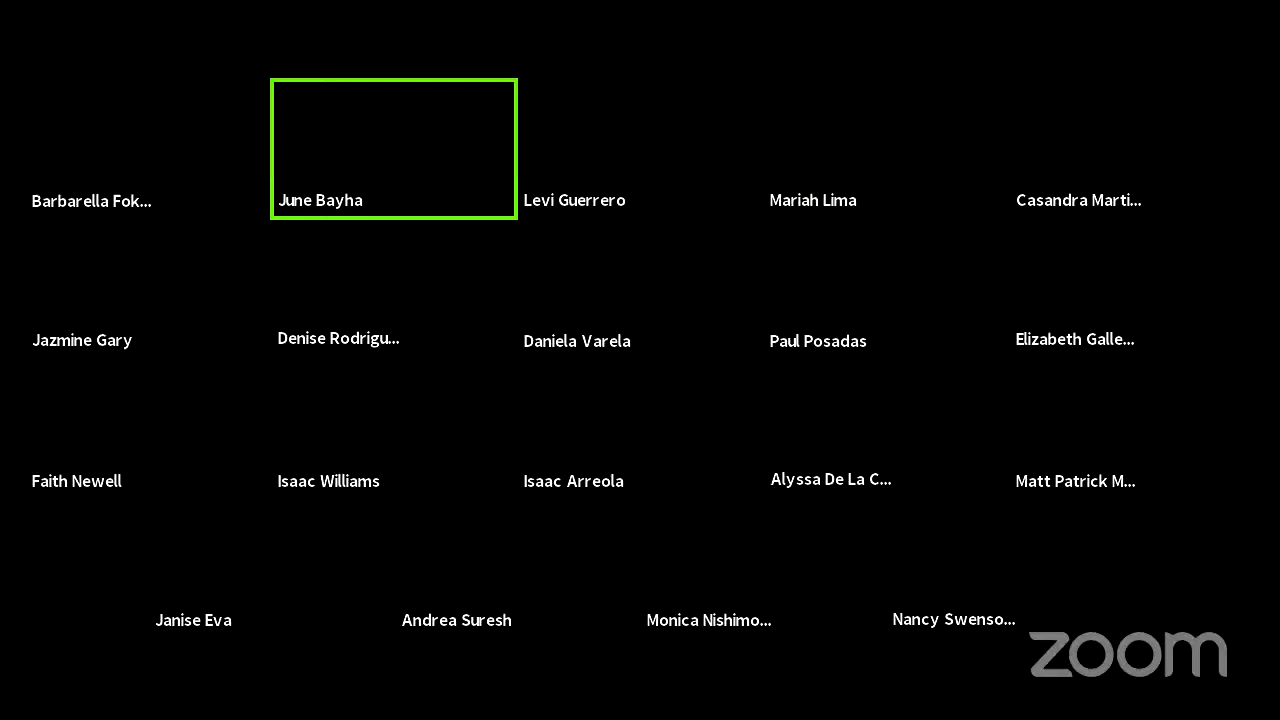 Barbarella Fok...
June Bayha
Levi Guerrero
Mariah Lima
Casandra Marti...
Jazmine Gary
Denise Rodrigu...
Daniela Varela
Paul Posadas
Elizabeth Galle...
Faith Newell
Isaac Williams
Isaac Arreola
Alyssa De La C...
Matt Patrick M...
Janise Eva
Andrea Suresh
Monica Nishimo...
Nancy Swenso...
zoom